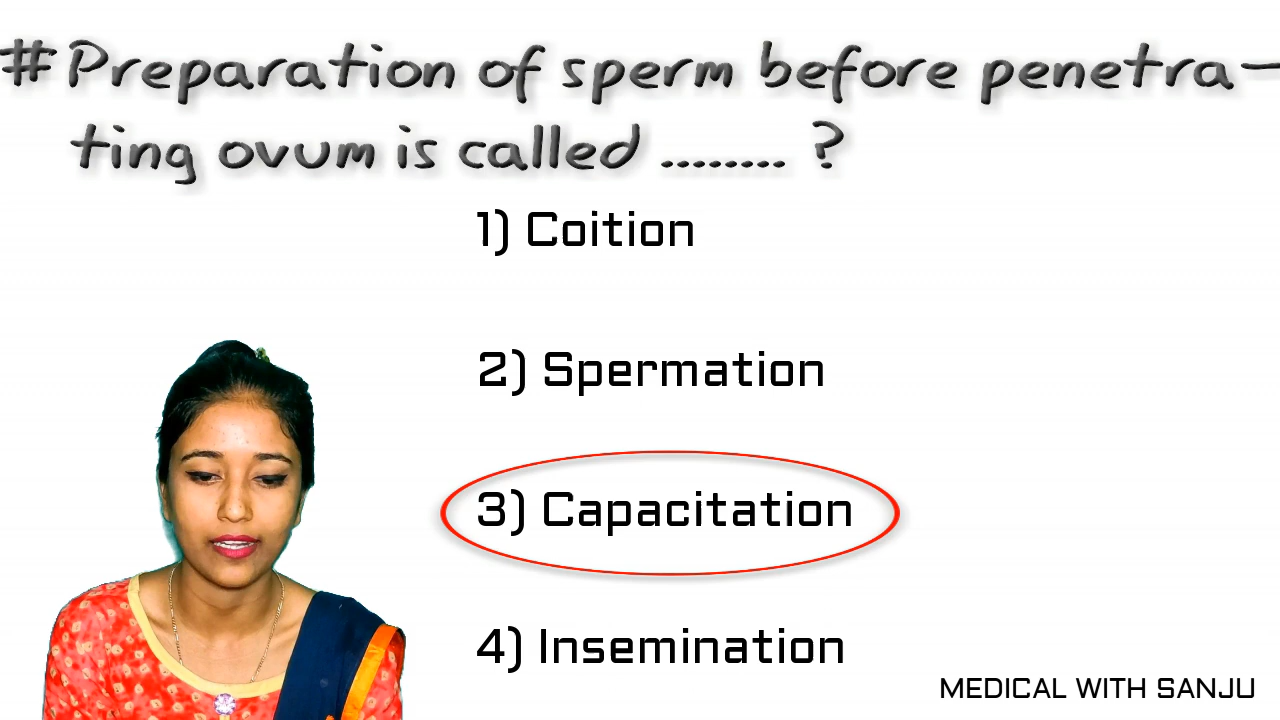 # Preparation of sperm before penetra-
ting ovum is called ........ ?
1) Coition
2) Spermation
3) Capacitation
4) Insemination
MEDICAL WITH SANJU